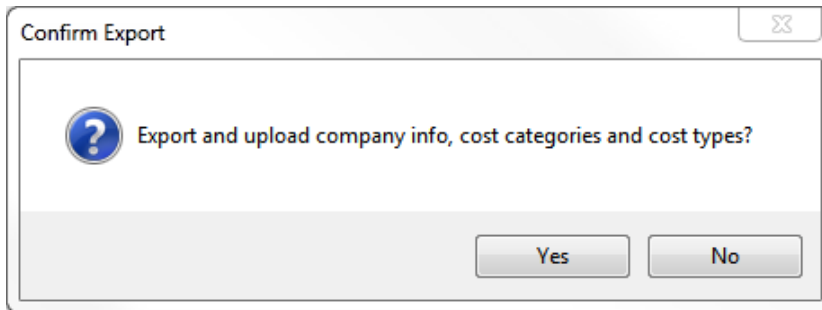 Confirm Export
Export and upload company info, cost categories and cost types?
Yes No